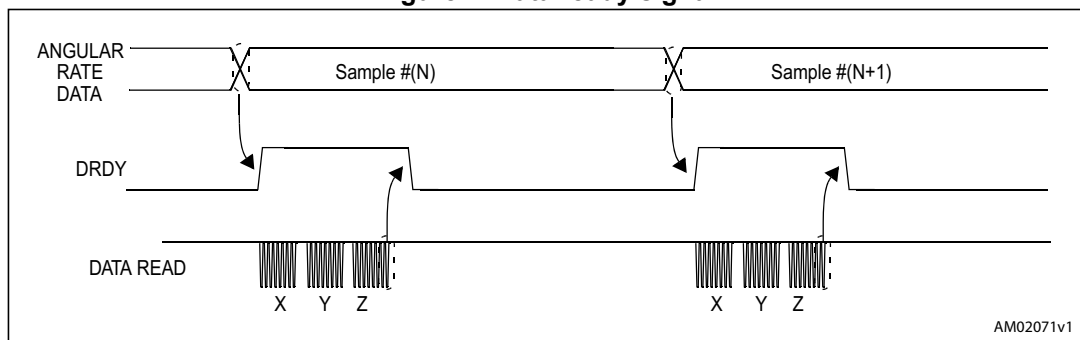 ANGULAR
RATE
DATA
Sample #(N)
Sample #(N+1)
DRDY
DATA READ
X Y Z
X Y Z
AM02071v1